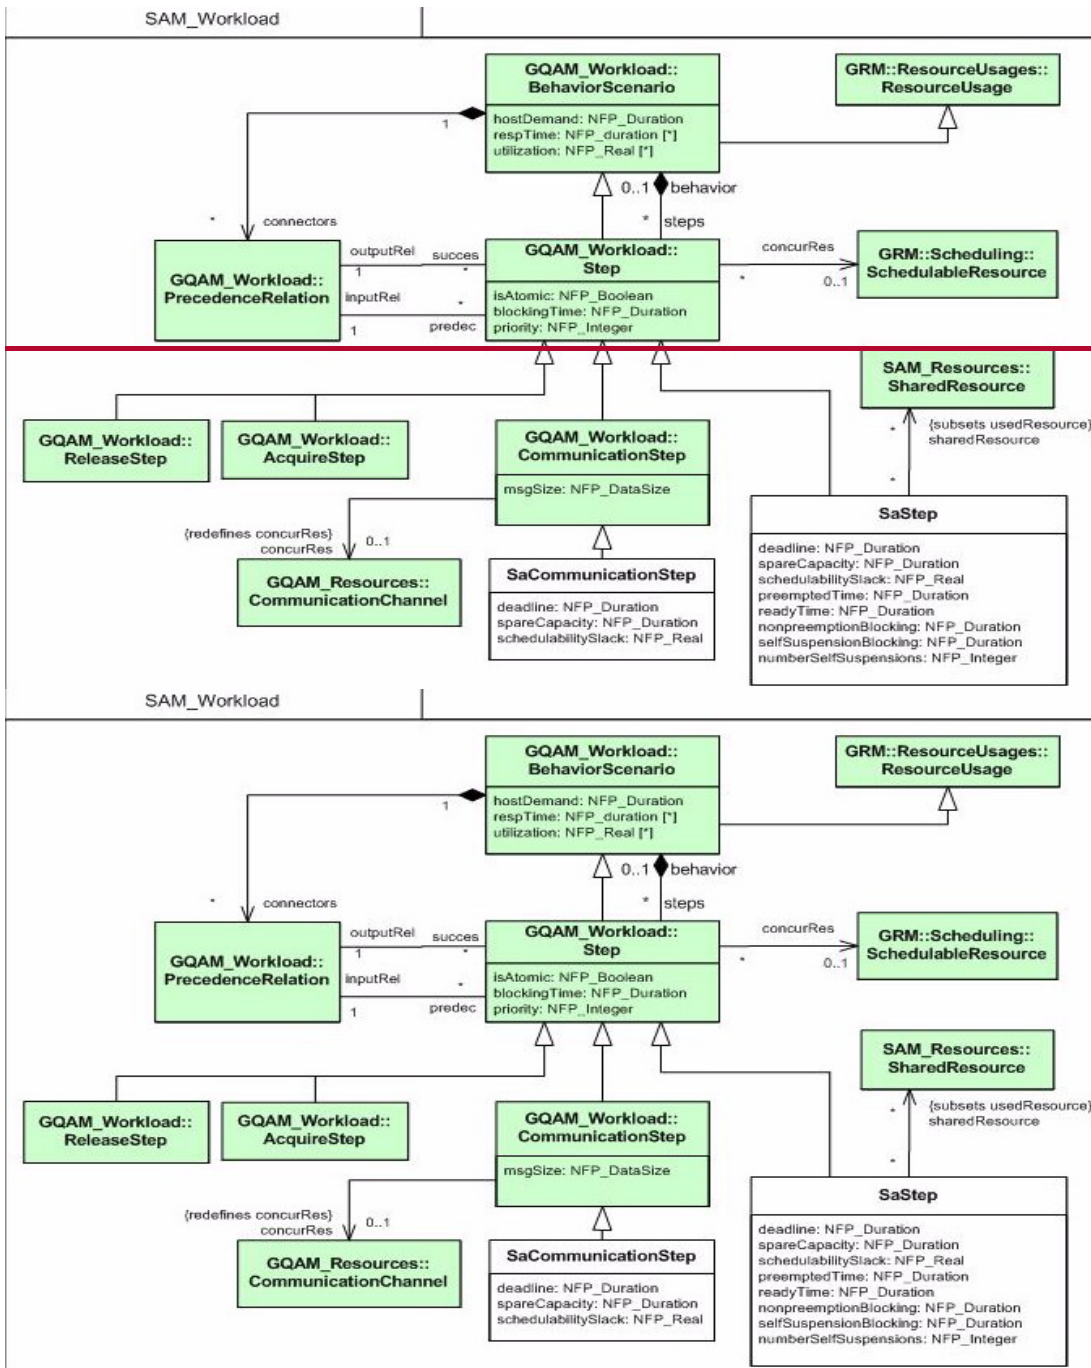 SAM_Workload
GQAM_Workload::
BehaviorScenario
hostDemand: NFP_Duration
respTime: NFP_duration [*]
utilization: NFP_Real [*]
GRM::ResourceUsages::
ResourceUsage
1
0..1
behavior
*
connectors
*
steps
GQAM_Workload::
PrecedenceRelation
outputRel
succes
1
*
inputRel
*
1
predec
GQAM_Workload::
Step
isAtomic: NFP_Boolean
blockingTime: NFP_Duration
priority: NFP_Integer
concurRes
*
0..1
GRM::Scheduling::
SchedulableResource
SAM_Resources::
SharedResource
GQAM_Workload::
ReleaseStep
GQAM_Workload::
AcquireStep
GQAM_Workload::
CommunicationStep
msgSize: NFP_DataSize
*
{subsets usedResource}
sharedResource
*
{redefines concurRes}
concurRes
0..1
GQAM_Resources::
CommunicationChannel
SaCommunicationStep
deadline: NFP_Duration
spareCapacity: NFP_Duration
schedulabilitySlack: NFP_Real
SaStep
deadline: NFP_Duration
spareCapacity: NFP_Duration
schedulabilitySlack: NFP_Real
preemptedTime: NFP_Duration
readyTime: NFP_Duration
nonpreemptionBlocking: NFP_Duration
selfSuspensionBlocking: NFP_Duration
numberSelfSuspensions: NFP_Integer
SAM_Workload
GQAM_Workload::
BehaviorScenario
hostDemand: NFP_Duration
respTime: NFP_duration [*]
utilization: NFP_Real [*]
GRM::ResourceUsages::
ResourceUsage
1
0..1
behavior
*
connectors
*
steps
GQAM_Workload::
PrecedenceRelation
outputRel
succes
1
*
inputRel
*
1
predec
GQAM_Workload::
Step
isAtomic: NFP_Boolean
blockingTime: NFP_Duration
priority: NFP_Integer
concurRes
*
0..1
GRM::Scheduling::
SchedulableResource
SAM_Resources::
SharedResource
GQAM_Workload::
ReleaseStep
GQAM_Workload::
AcquireStep
GQAM_Workload::
CommunicationStep
msgSize: NFP_DataSize
*
{subsets usedResource}
sharedResource
*
{redefines concurRes}
concurRes
0..1
GQAM_Resources::
CommunicationChannel
SaCommunicationStep
deadline: NFP_Duration
spareCapacity: NFP_Duration
schedulabilitySlack: NFP_Real
SaStep
deadline: NFP_Duration
spareCapacity: NFP_Duration
schedulabilitySlack: NFP_Real
preemptedTime: NFP_Duration
readyTime: NFP_Duration
nonpreemptionBlocking: NFP_Duration
selfSuspensionBlocking: NFP_Duration
numberSelfSuspensions: NFP_Integer